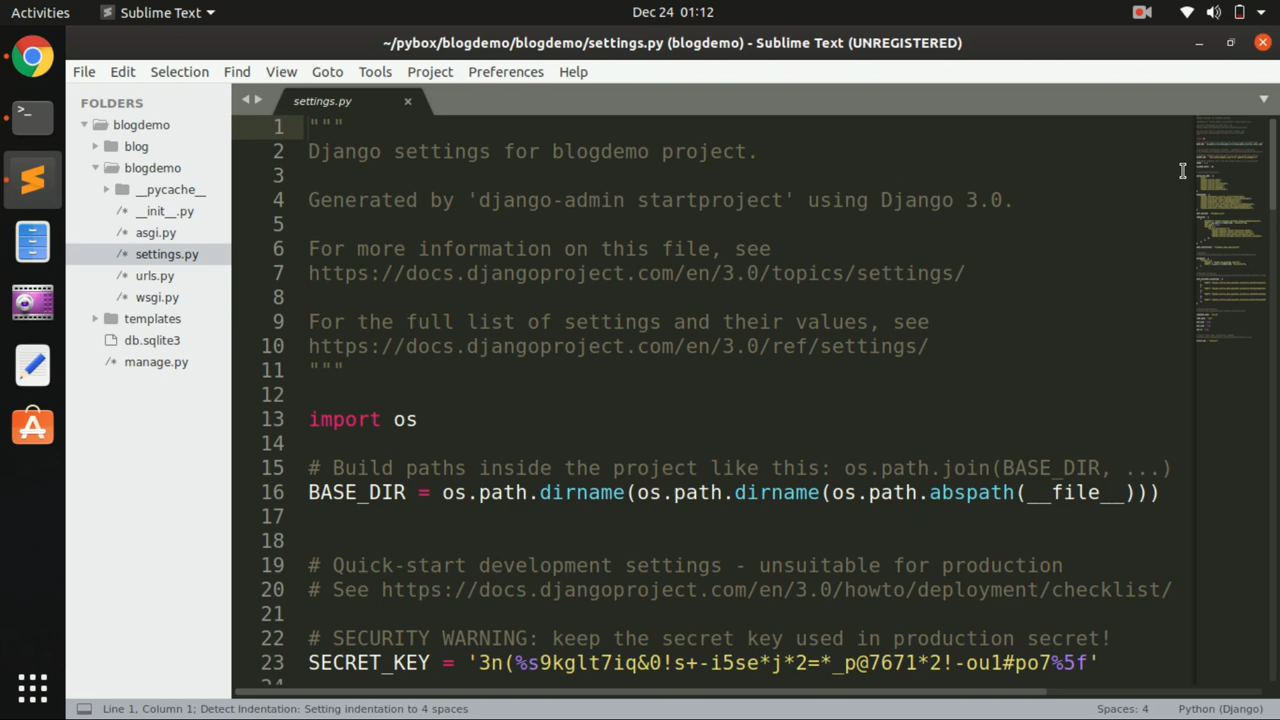 Activities Sublime Text Dec 24 01:12
~/pybox/blogdemo/blogdemo/settings.py (blogdemo) - Sublime Text (UNREGISTERED)
File Edit Selection Find View Goto Tools Project Preferences Help
FOLDERS
blogdemo
blog
blogdemo
__pycache__
/* __init__.py
/* asgi.py
/* settings.py
/* urls.py
/* wsgi.py
templates
db.sqlite3
/* manage.py
settings.py
1 """
2 Django settings for blogdemo project.
3
4 Generated by 'django-admin startproject' using Django 3.0.
5
6 For more information on this file, see
7 https://docs.djangoproject.com/en/3.0/topics/settings/
8
9 For the full list of settings and their values, see
10 https://docs.djangoproject.com/en/3.0/ref/settings/
11 """
12
13 import os
14
15 # Build paths inside the project like this: os.path.join(BASE_DIR, ...)
16 BASE_DIR = os.path.dirname(os.path.dirname(os.path.abspath(__file__)))
17
18
19 # Quick-start development settings - unsuitable for production
20 # See https://docs.djangoproject.com/en/3.0/howto/deployment/checklist/
21
22 # SECURITY WARNING: keep the secret key used in production secret!
23 SECRET_KEY = '3n(%s9kglt7iq&0!s+-i5se*j*2=*_p@7671*2!-ou1#po7%5f'
24
Line 1, Column 1; Detect Indentation: Setting indentation to 4 spaces
Spaces: 4 Python (Django)